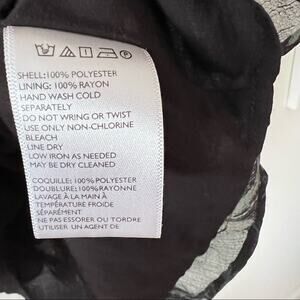 SHELL:100% POLYESTER
LINING: 100% RAYON
HAND WASH COLD
SEPARATELY
DO NOT WRING OR TWIST
USE ONLY NON-CHLORINE
BLEACH
LINE DRY
LOW IRON AS NEEDED
MAY BE DRY CLEANED
COQUILLE: 100% POLYESTER
DOUBLURE:100%RAYONNE
LAVAGE À LA MAIN À
TEMPÉRATURE FROIDE
SÉPARÉMENT
NE PAS ESSORER OU TORDRE
UTILISER UN AGENT DE